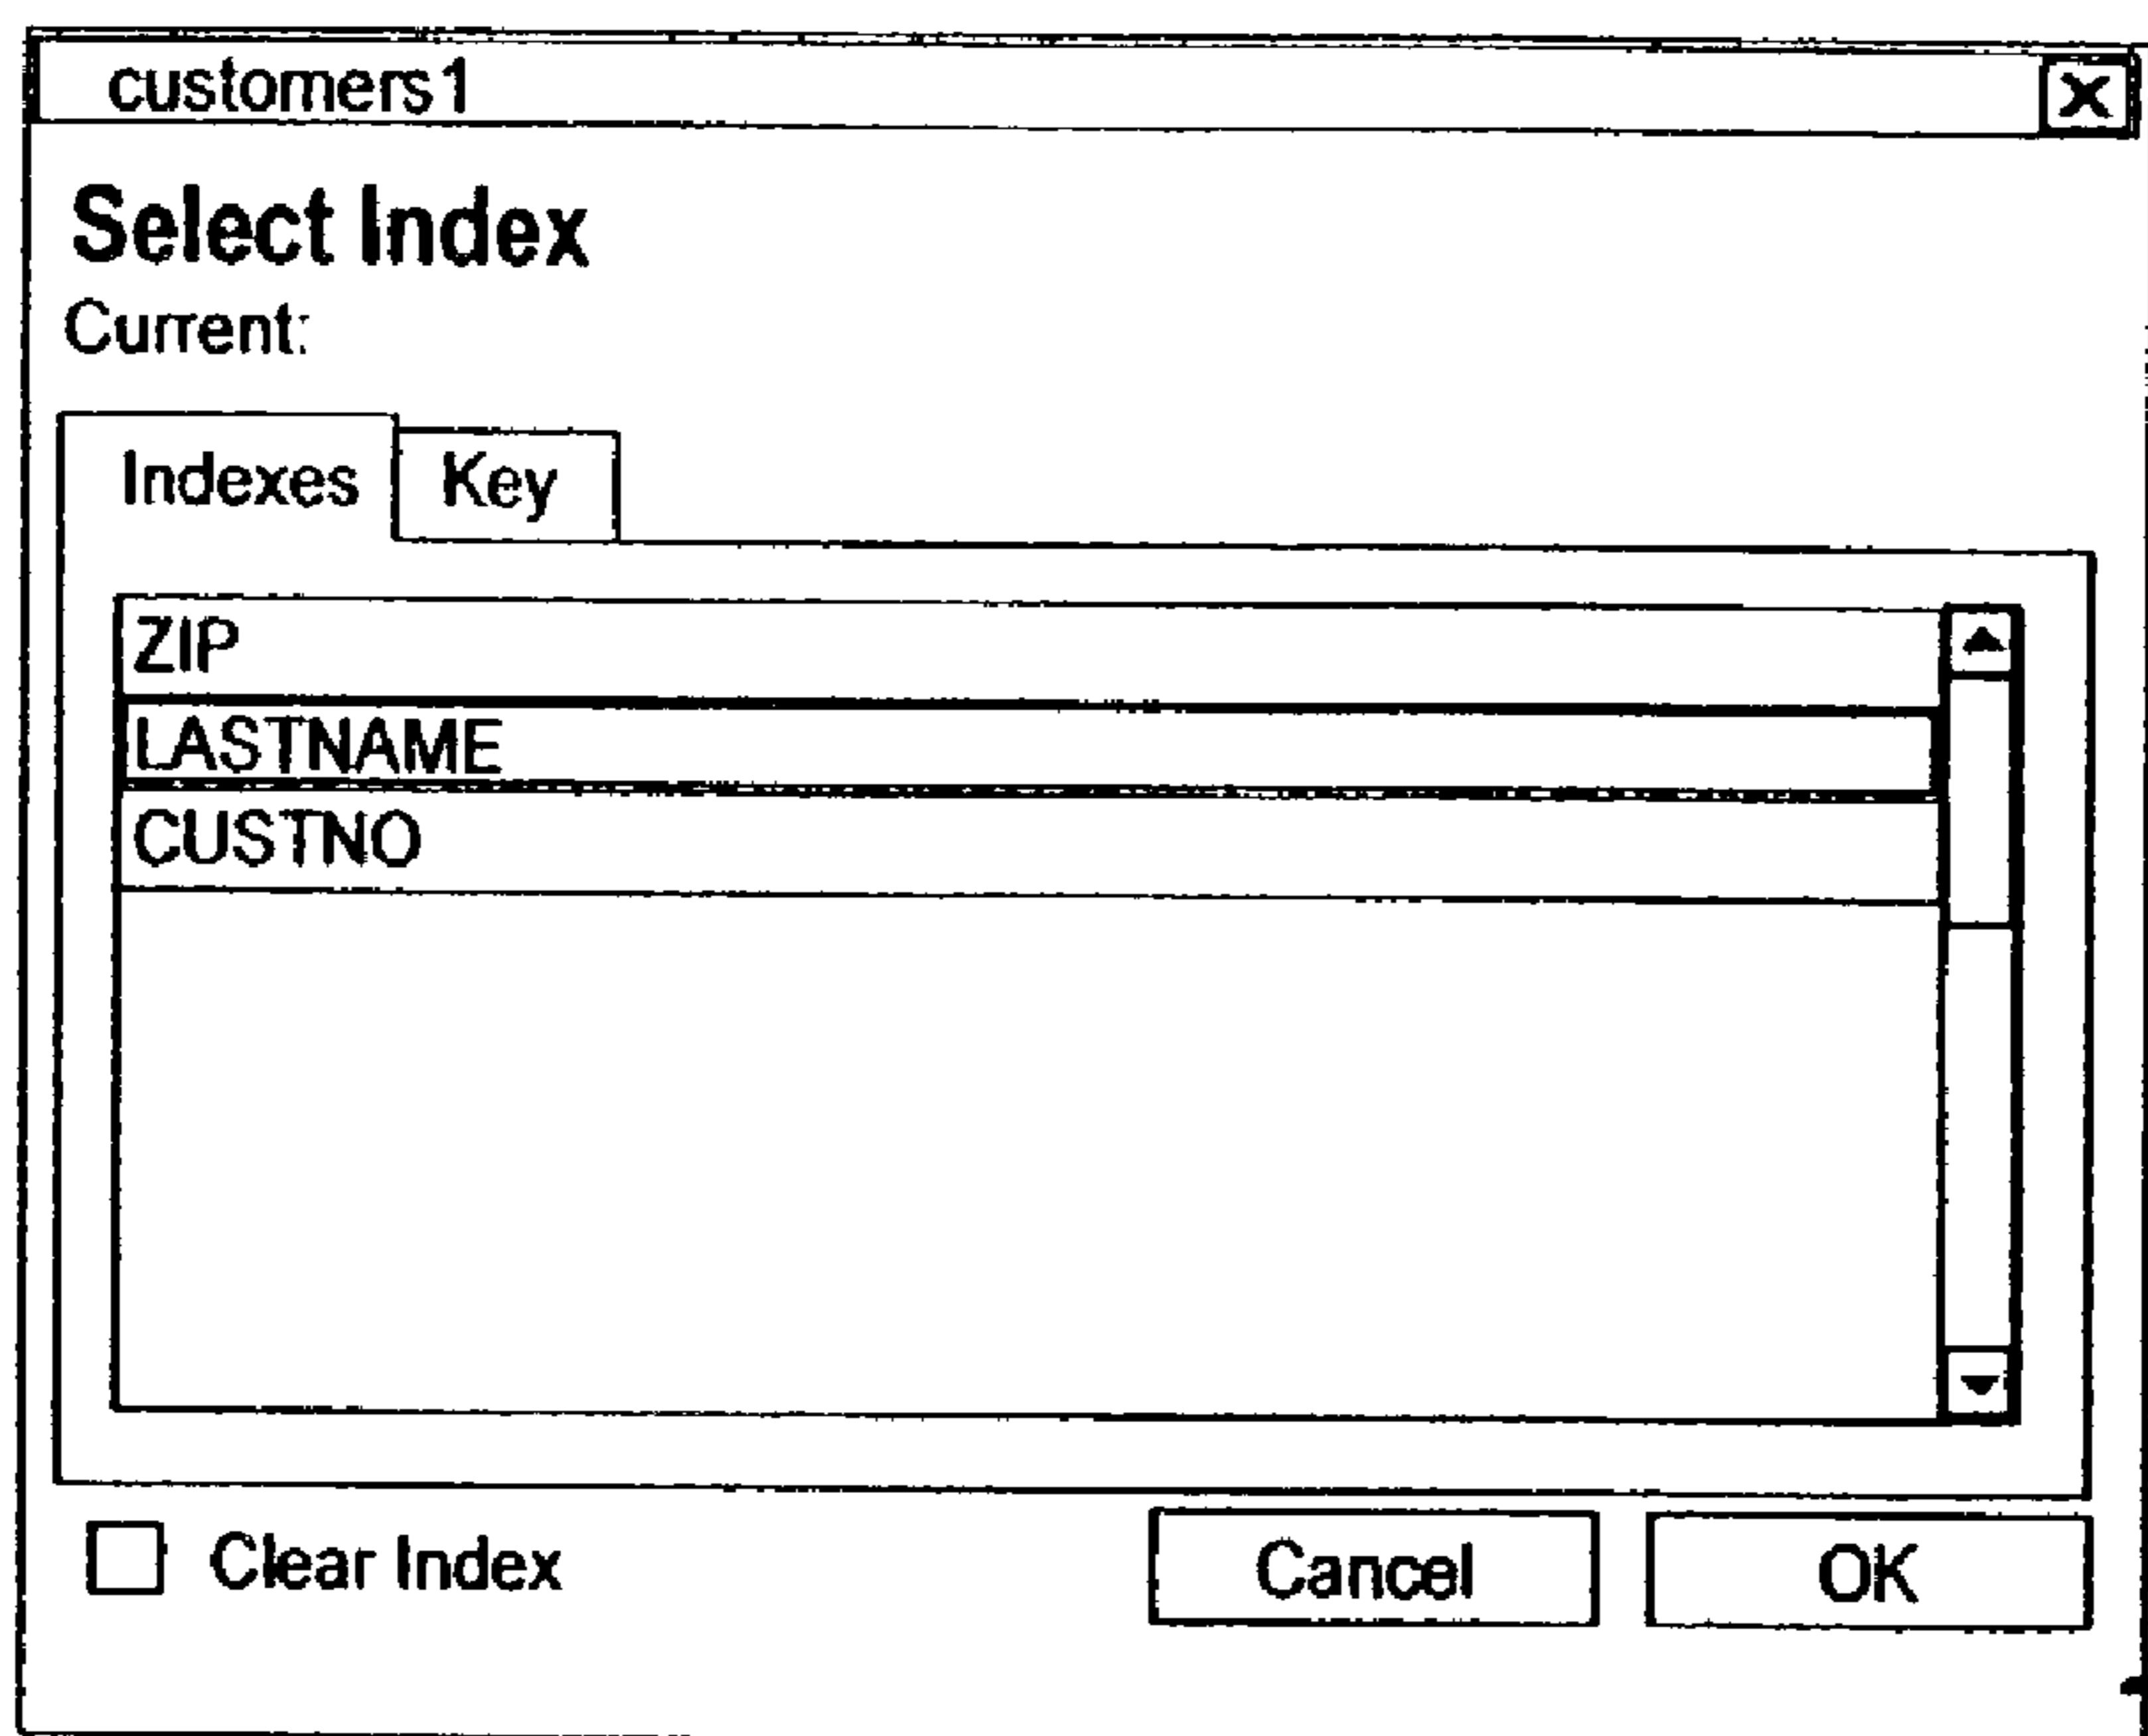 customers1
Select Index
Current:
Indexes Key
ZIP
LASTNAME
CUSTNO
Clear Index Cancel OK